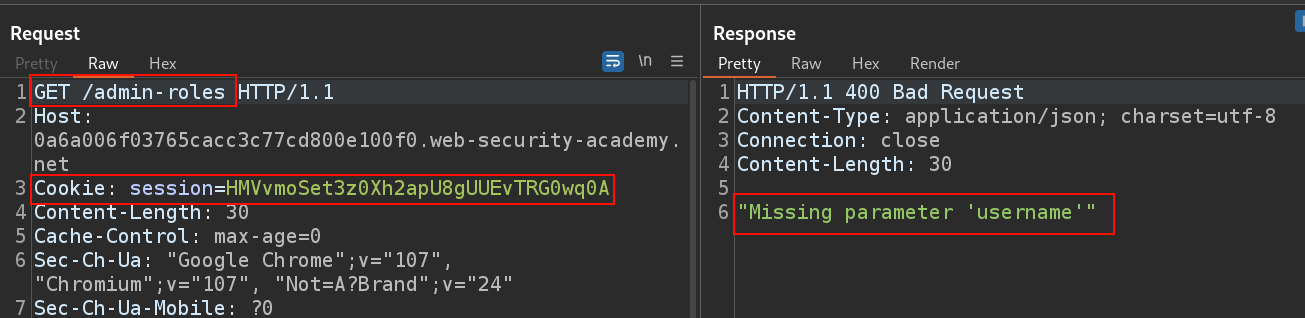 Request
Pretty Raw Hex
\n
1 GET /admin-roles HTTP/1.1
2 Host:
0a6a006f03765cacc3c77cd800e100f0.web-security-academy.
net
3 Cookie: session=HMVvmoSet3z0Xh2apU8gUUEvTRG0wq0A
4 Content-Length: 30
5 Cache-Control: max-age=0
6 Sec-Ch-Ua: "Google Chrome";v="107",
"Chromium";v="107", "Not=A?Brand";v="24"
7 Sec-Ch-Ua-Mobile: ?0
Response
Pretty Raw Hex Render
1 HTTP/1.1 400 Bad Request
2 Content-Type: application/json; charset=utf-8
3 Connection: close
4 Content-Length: 30
5
6 "Missing parameter 'username'"